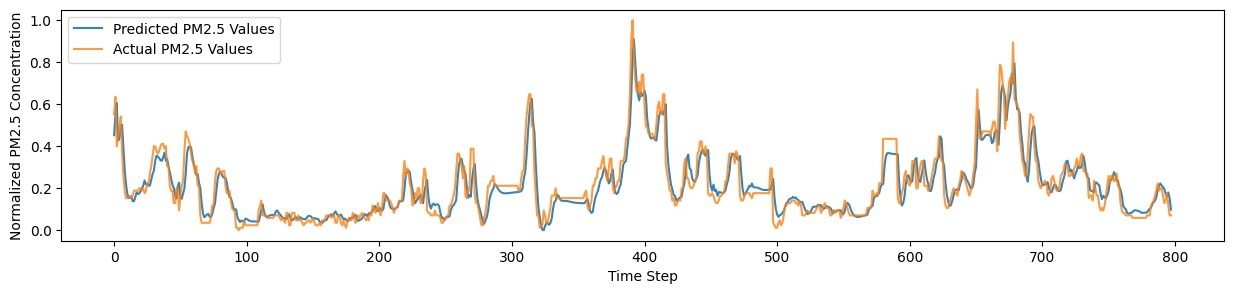 Predicted PM2.5 Values
Actual PM2.5 Values
Normalized PM2.5 Concentration
1.0
0.8
0.6
0.4
0.2
0.0
0 100 200 300 400 500 600 700 800
Time Step